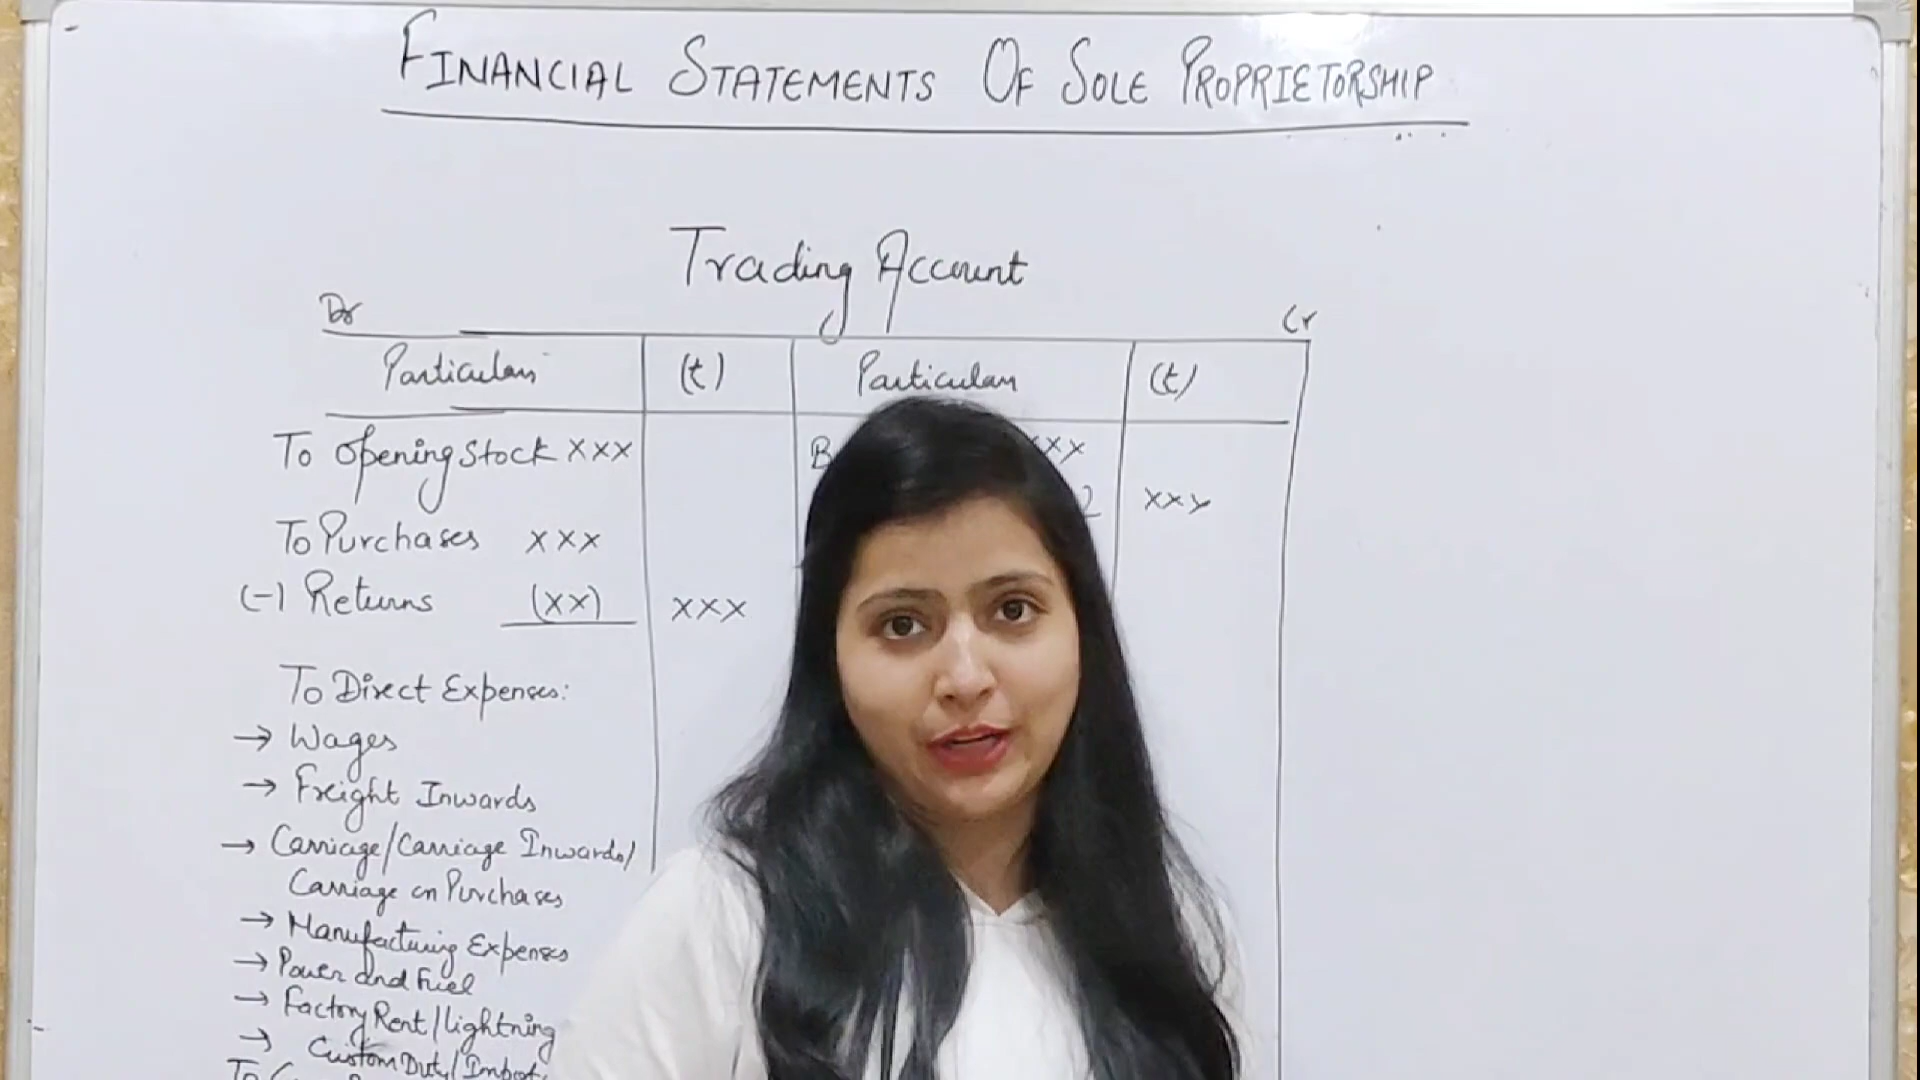 FINANCIAL STATEMENTS OF SOLE PROPRIETORSHIP
Trading Account
Dr Cr
Particulars (₹) Particulars (₹)
To Opening Stock XXX
XXX
To Purchases XXX
(-) Returns (XX) XXX
To Direct Expenses:
→ Wages
→ Freight Inwards
→ Carriage/Carriage Inwards/
Carriage on Purchases
→ Manufacturing Expenses
→ Power and Fuel
→ Factory Rent/Lightning
→ Custom Duty/Import
To